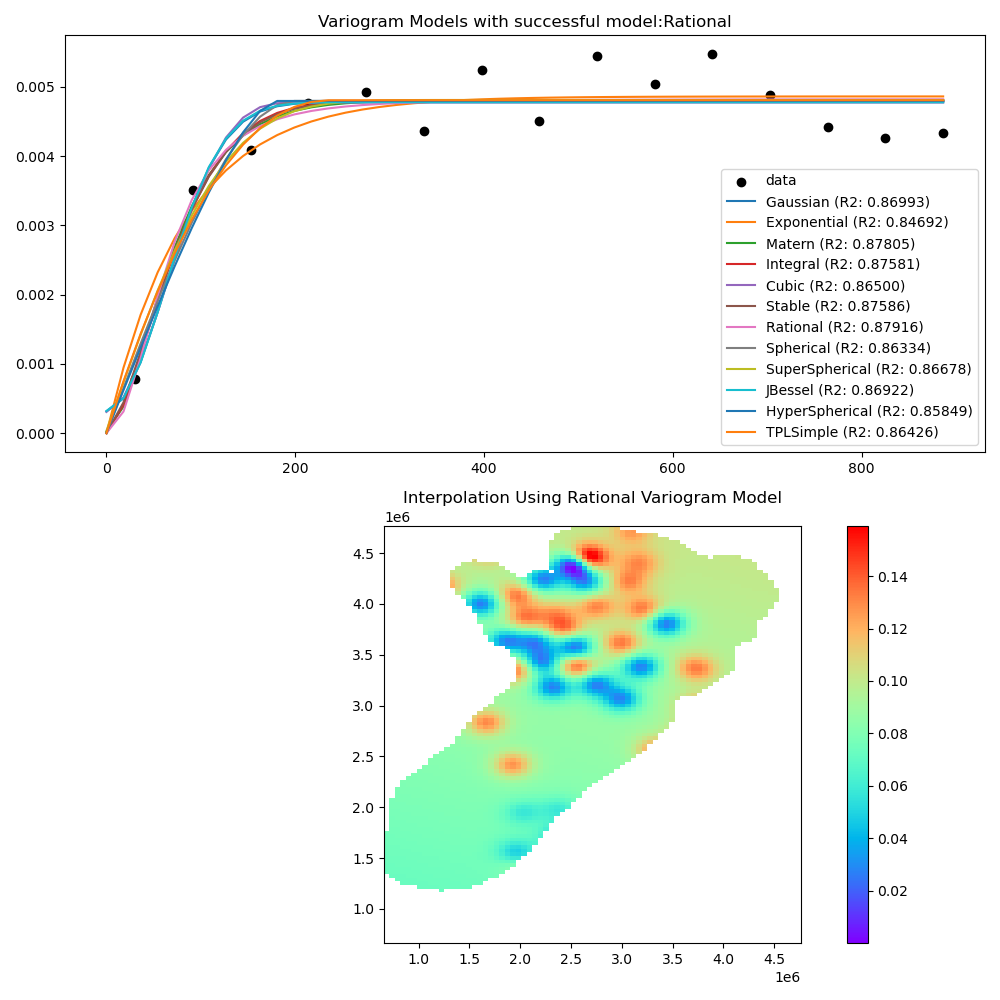 Variogram Models with successful model:Rational
0.005
0.004
0.003
0.002
0.001
0.000
data
Gaussian (R2: 0.86993)
Exponential (R2: 0.84692)
Matern (R2: 0.87805)
Integral (R2: 0.87581)
Cubic (R2: 0.86500)
Stable (R2: 0.87586)
Rational (R2: 0.87916)
Spherical (R2: 0.86334)
SuperSpherical (R2: 0.86678)
JBessel (R2: 0.86922)
HyperSpherical (R2: 0.85849)
TPLSimple (R2: 0.86426)
0 200 400 600 800
Interpolation Using Rational Variogram Model
1e6
4.5
4.0
3.5
3.0
2.5
2.0
1.5
1.0
1.0 1.5 2.0 2.5 3.0 3.5 4.0 4.5
1e6
0.14
0.12
0.10
0.08
0.06
0.04
0.02